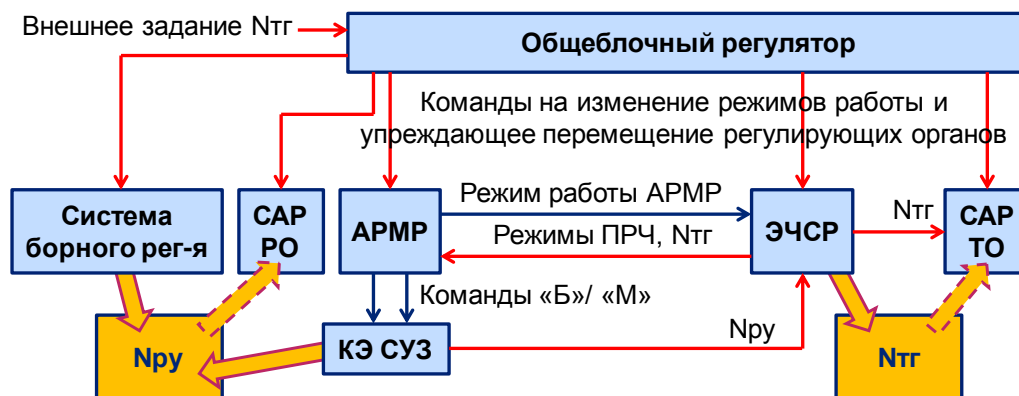 Внешнее задание Nтг
Общеблочный регулятор
Команды на изменение режимов работы и
упреждающее перемещение регулирующих органов
Система
борного рег-я
САР
РО
АРМР
Режим работы АРМР
Режимы ПРЧ, Nтг
ЭЧСР
Nтг
САР
ТО
Команды «Б»/ «М»
Nру
КЭ СУЗ
Nру
Nтг